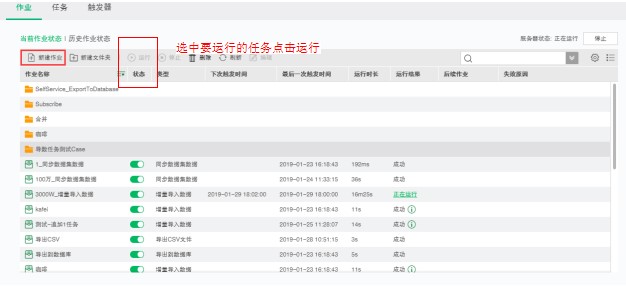 作业 任务 触发器
当前作业状态 | 历史作业状态 服务器状态: 正在运行 停止
选中要运行的任务点击运行
新建作业 新建文件夹 运行 停止 删除 刷新 编辑
作业名称 状态 类型 下次触发时间 最后一次触发时间 运行时长 运行结果 后续作业 失败原因
SelfService_ExportToDatabase
Subscribe
合并
咖啡
导数任务测试Case
1_同步数据集数据 同步数据集数据 2019-01-23 16:18:43 192ms 成功
100万_同步数据集数据 同步数据集数据 2019-01-24 11:33:15 36s 成功
3000W_增量导入数据 增量导入数据 2019-01-29 18:02:00 2019-01-29 18:00:00 16m25s 正在运行
kafei 增量导入数据 2019-01-23 16:18:43 11s 成功
测试-追加1任务 增量导入数据 2019-01-25 11:28:07 14s 成功
导出CSV 导出CSV文件 2019-01-28 10:51:15 3s 成功
导出到数据库 导出到数据库 2019-01-23 16:18:43 5s 成功
咖啡 增量导入数据 2019-01-23 16:18:43 11s 成功